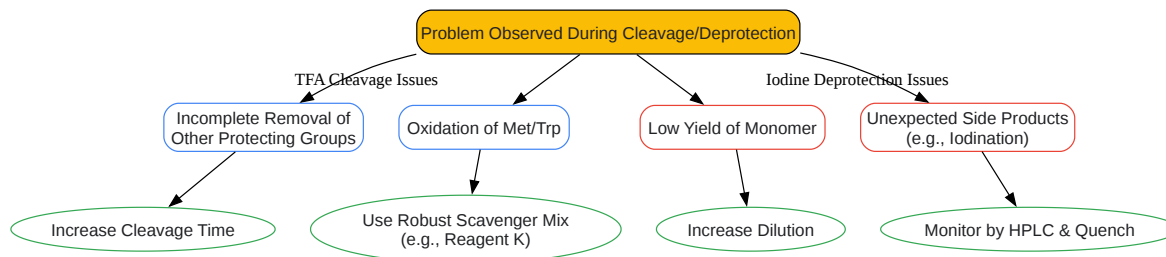 Problem Observed During Cleavage/Deprotection
TFA Cleavage Issues
Iodine Deprotection Issues
Incomplete Removal of
Other Protecting Groups
Oxidation of Met/Trp
Low Yield of Monomer
Unexpected Side Products
(e.g., Iodination)
Increase Cleavage Time
Use Robust Scavenger Mix
(e.g., Reagent K)
Increase Dilution
Monitor by HPLC & Quench